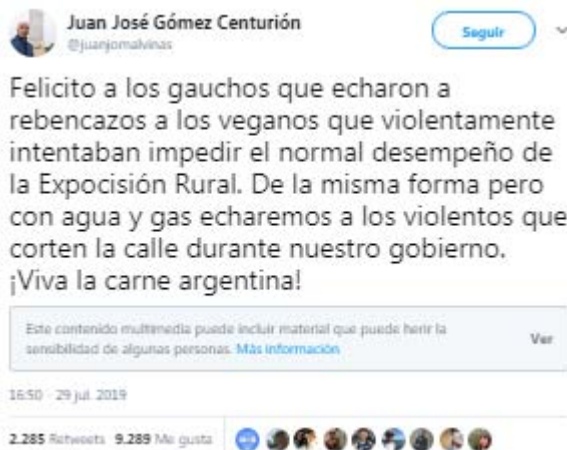 Juan José Gómez Centurión
@juanjomalvinas
Seguir
Felicito a los gauchos que echaron a
rebencazos a los veganos que violentamente
intentaban impedir el normal desempeño de
la Expocisión Rural. De la misma forma pero
con agua y gas echaremos a los violentos que
corten la calle durante nuestro gobierno.
¡Viva la carne argentina!
Este contenido multimedia puede incluir material que puede herir la
sensibilidad de algunas personas. Más información
Ver
16:50 - 29 jul. 2019
2.285 Retweets 9.289 Me gusta